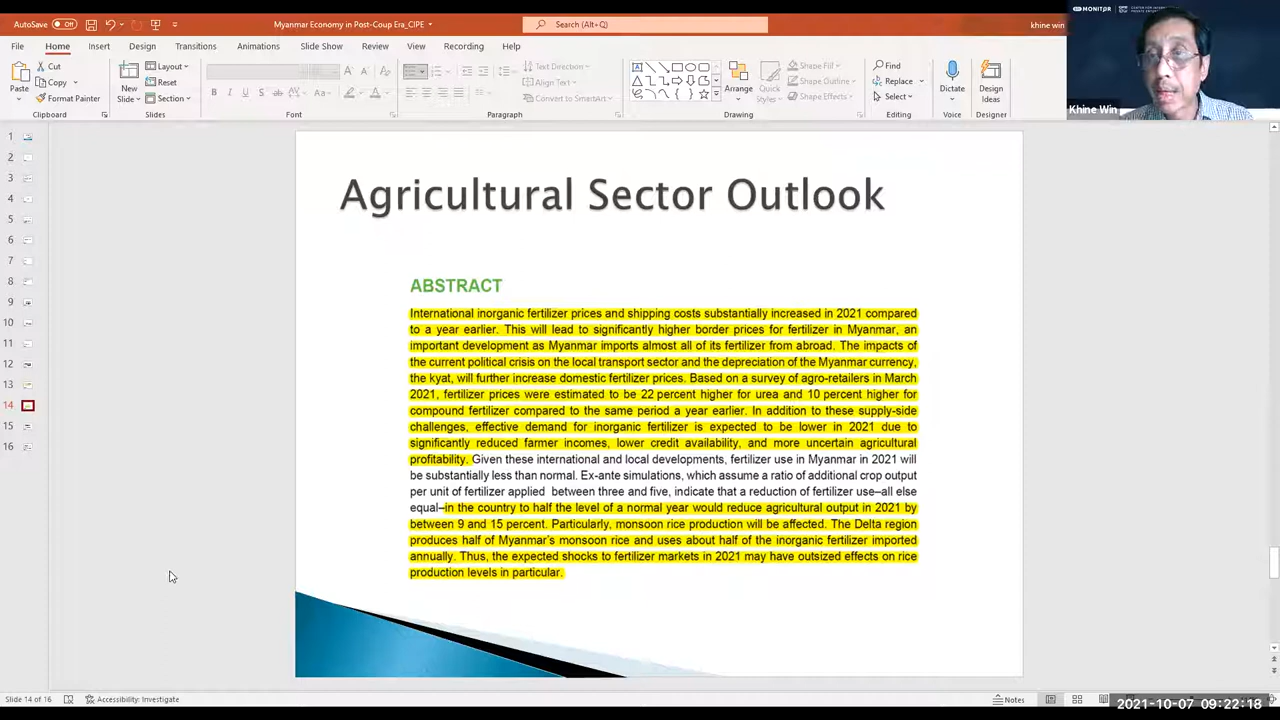 AutoSave Off
Myanmar Economy in Post-Coup Era_CIPE
Search (Alt+Q)
khine win
File Home Insert Design Transitions Animations Slide Show Review View Recording Help
Paste
Cut
Copy
Format Painter
Clipboard
New
Slide
Layout
Reset
Section
Slides
B I U S
Aa
A
Font
Text Direction
Align Text
Convert to SmartArt
Paragraph
Arrange
Quick
Styles
Shape Fill
Shape Outline
Shape Effects
Drawing
Find
Replace
Select
Editing
Dictate
Voice
Design
Ideas
Designer
MONITOR
Khine Win
1
2
3
4
5
6
7
8
9
10
11
12
13
14
15
Agricultural Sector Outlook
ABSTRACT
International inorganic fertilizer prices and shipping costs substantially increased in 2021 compared
to a year earlier. This will lead to significantly higher border prices for fertilizer in Myanmar, an
important development as Myanmar imports almost all of its fertilizer from abroad. The impacts of
the current political crisis on the local transport sector and the depreciation of the Myanmar currency,
the kyat, will further increase domestic fertilizer prices. Based on a survey of agro-retailers in March
2021, fertilizer prices were estimated to be 22 percent higher for urea and 10 percent higher for
compound fertilizer compared to the same period a year earlier. In addition to these supply-side
challenges, effective demand for inorganic fertilizer is expected to be lower in 2021 due to
significantly reduced farmer incomes, lower credit availability, and more uncertain agricultural
profitability. Given these international and local developments, fertilizer use in Myanmar in 2021 will
be substantially less than normal. Ex-ante simulations, which assume a ratio of additional crop output
per unit of fertilizer applied between three and five, indicate that a reduction of fertilizer use–all else
equal–in the country to half the level of a normal year would reduce agricultural output in 2021 by
between 9 and 15 percent. Particularly, monsoon rice production will be affected. The Delta region
produces half of Myanmar's monsoon rice and uses about half of the inorganic fertilizer imported
annually. Thus, the expected shocks to fertilizer markets in 2021 may have outsized effects on rice
production levels in particular.
Slide 14 of 16
Accessibility: Investigate
Notes
2021-10-07 09:22:18